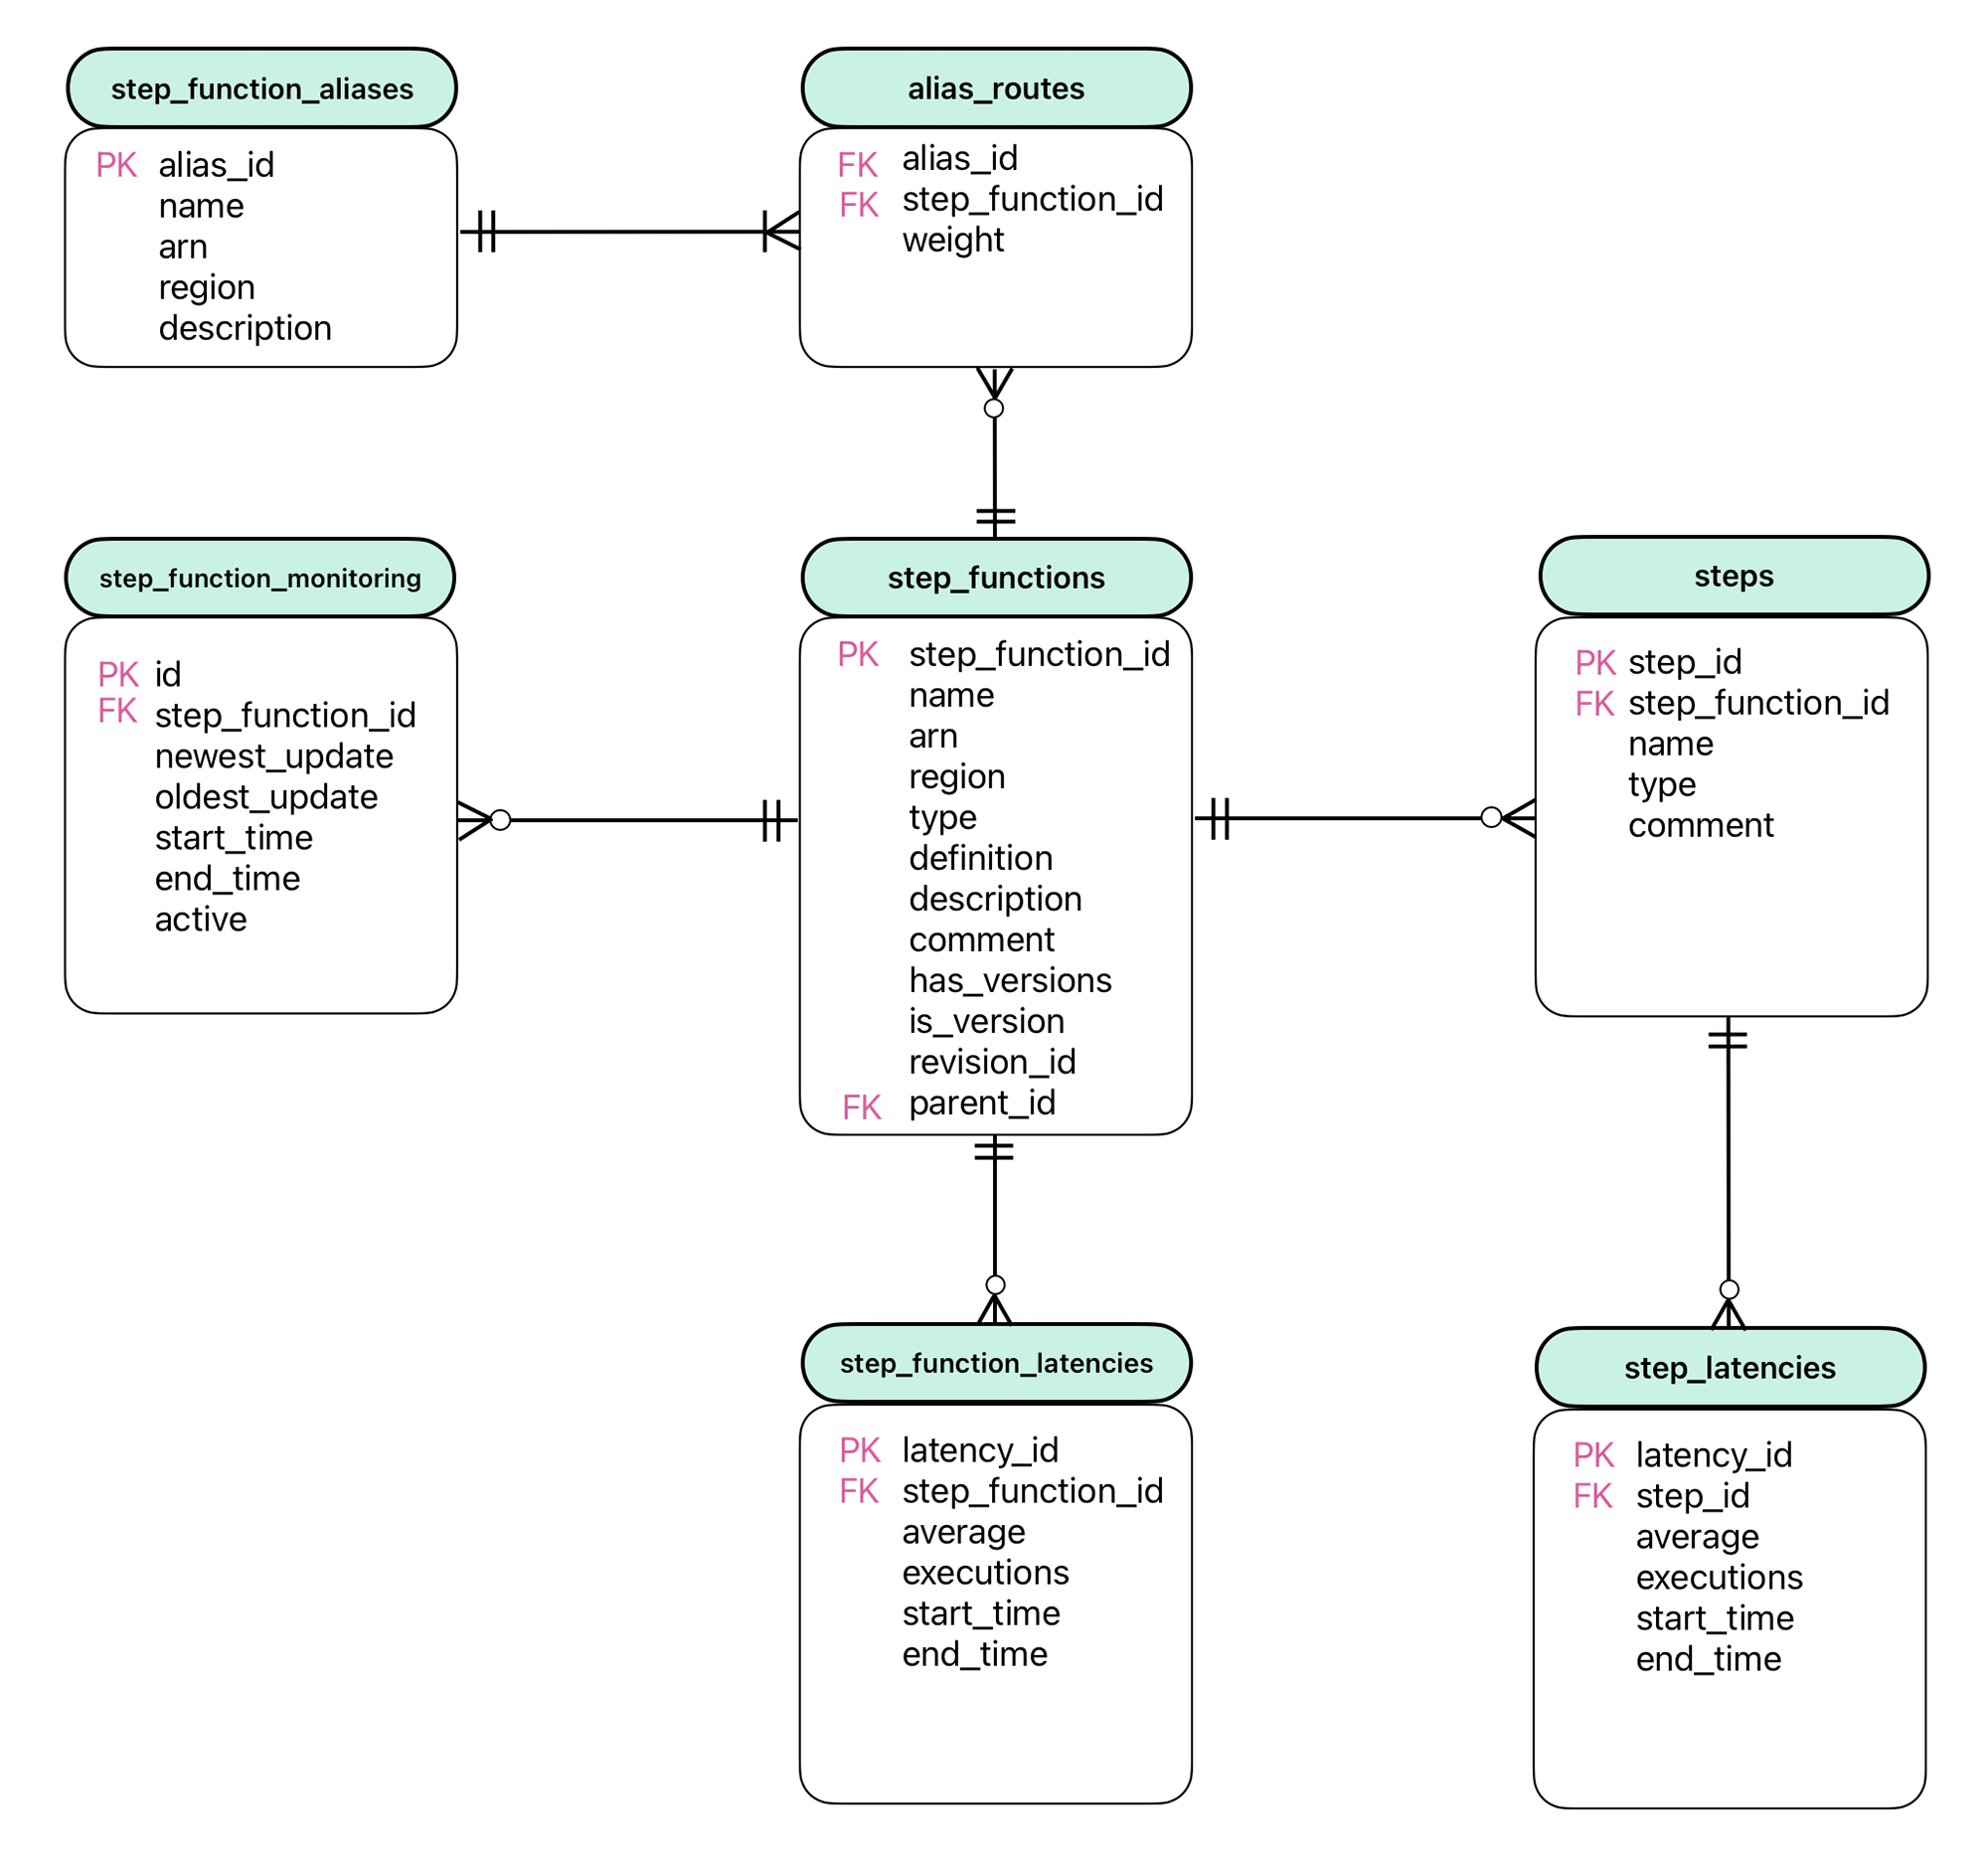 step_function_aliases
PK alias_id
name
arn
region
description
alias_routes
FK alias_id
FK step_function_id
weight
step_function_monitoring
PK id
FK step_function_id
newest_update
oldest_update
start_time
end_time
active
step_functions
PK step_function_id
name
arn
region
type
definition
description
comment
has_versions
is_version
revision_id
FK parent_id
steps
PK step_id
FK step_function_id
name
type
comment
step_function_latencies
PK latency_id
FK step_function_id
average
executions
start_time
end_time
step_latencies
PK latency_id
FK step_id
average
executions
start_time
end_time